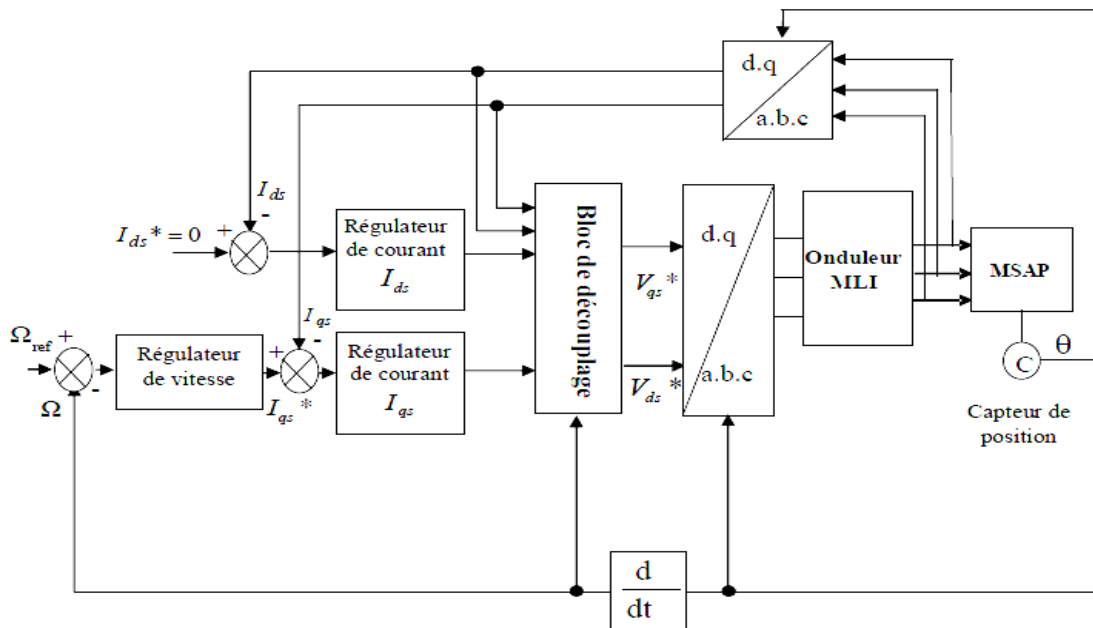 d.q
a.b.c
I_ds
-
I_ds* = 0
+
Régulateur
de courant
I_ds
Bloc de découplage
d.q
a.b.c
V_qs*
V_ds*
Onduleur
MLI
MSAP
I_qs
-
Ω_ref
+
-
Ω
Régulateur
de vitesse
+
I_qs*
Régulateur
de courant
I_qs
C
θ
Capteur de
position
d
dt